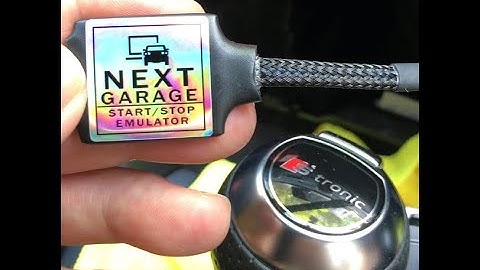 NEXT
GARAGE
START/STOP
EMULATOR
S tronic